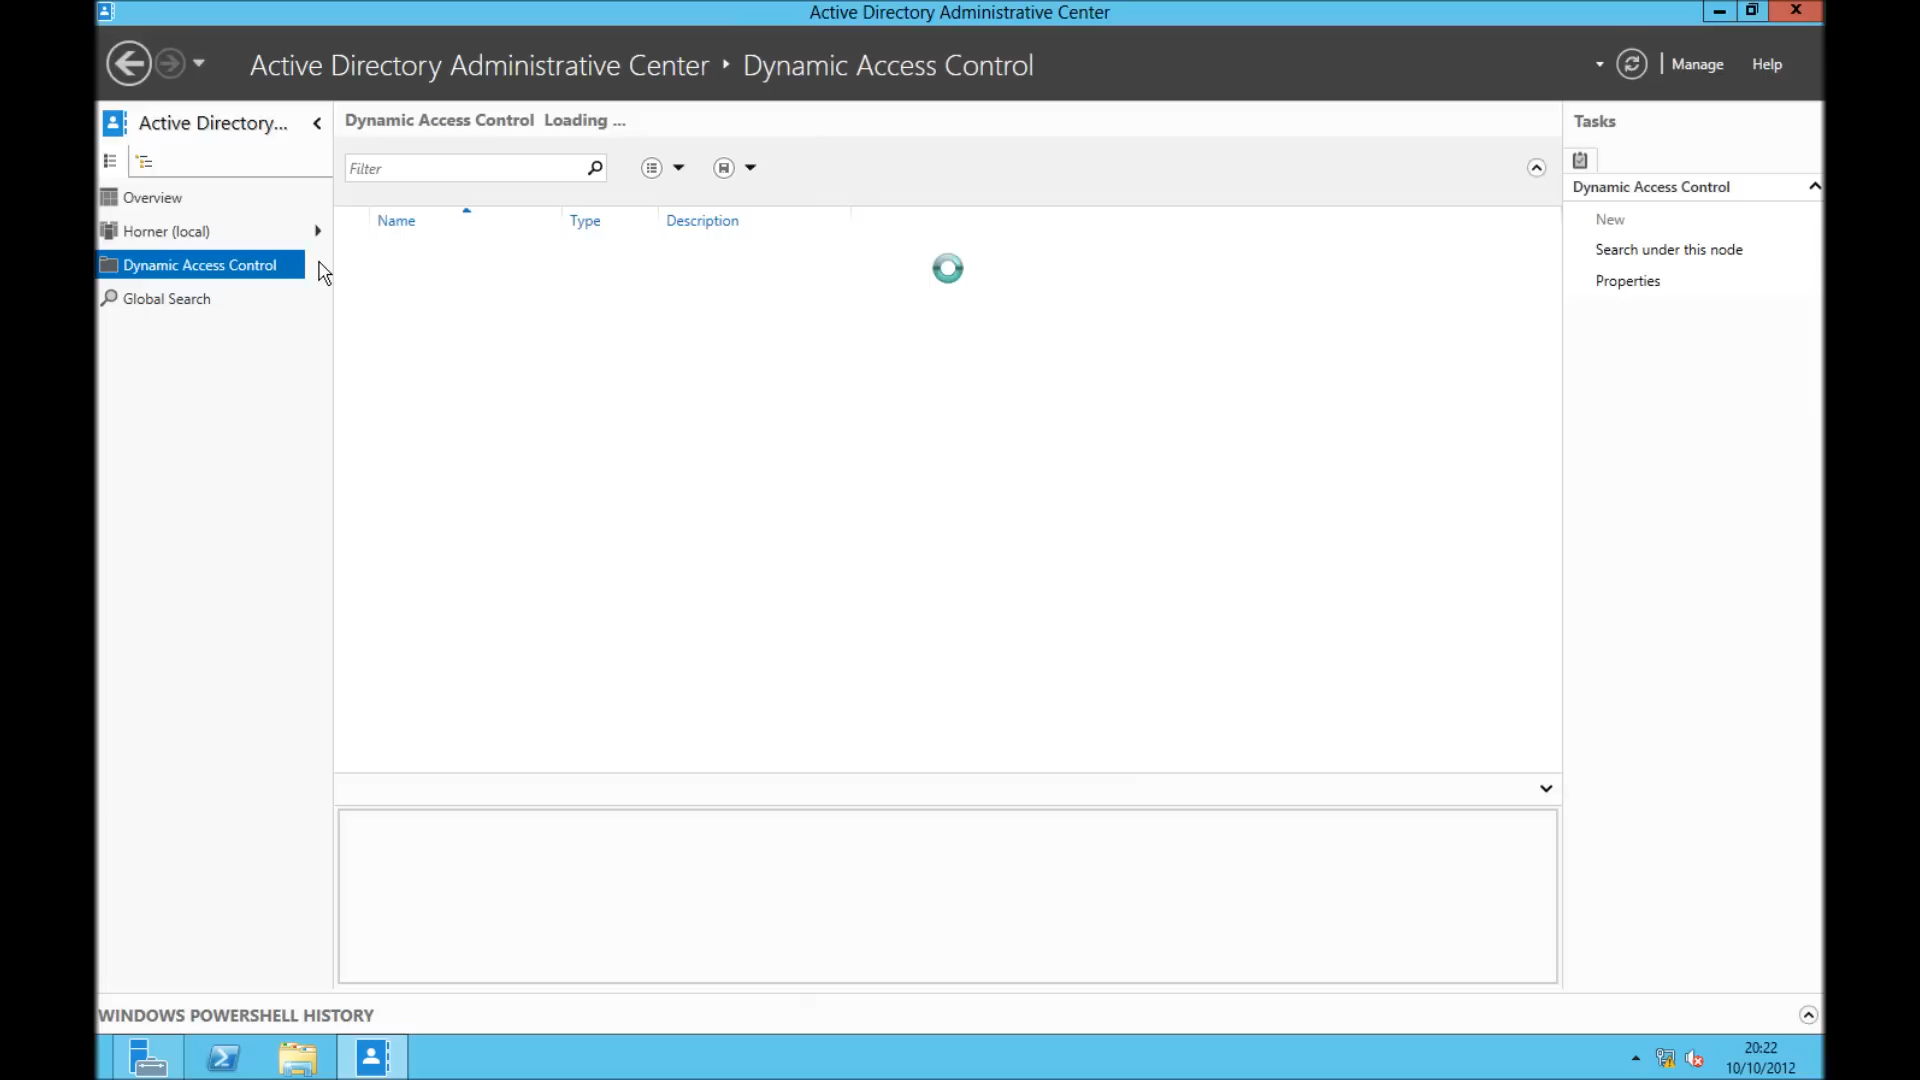 Active Directory Administrative Center
Active Directory Administrative Center Dynamic Access Control
Manage Help
Active Directory...
Overview
Horner (local)
Dynamic Access Control
Global Search
Dynamic Access Control Loading ...
Filter
Name Type Description
Tasks
Dynamic Access Control
New
Search under this node
Properties
WINDOWS POWERSHELL HISTORY
20:22
10/10/2012